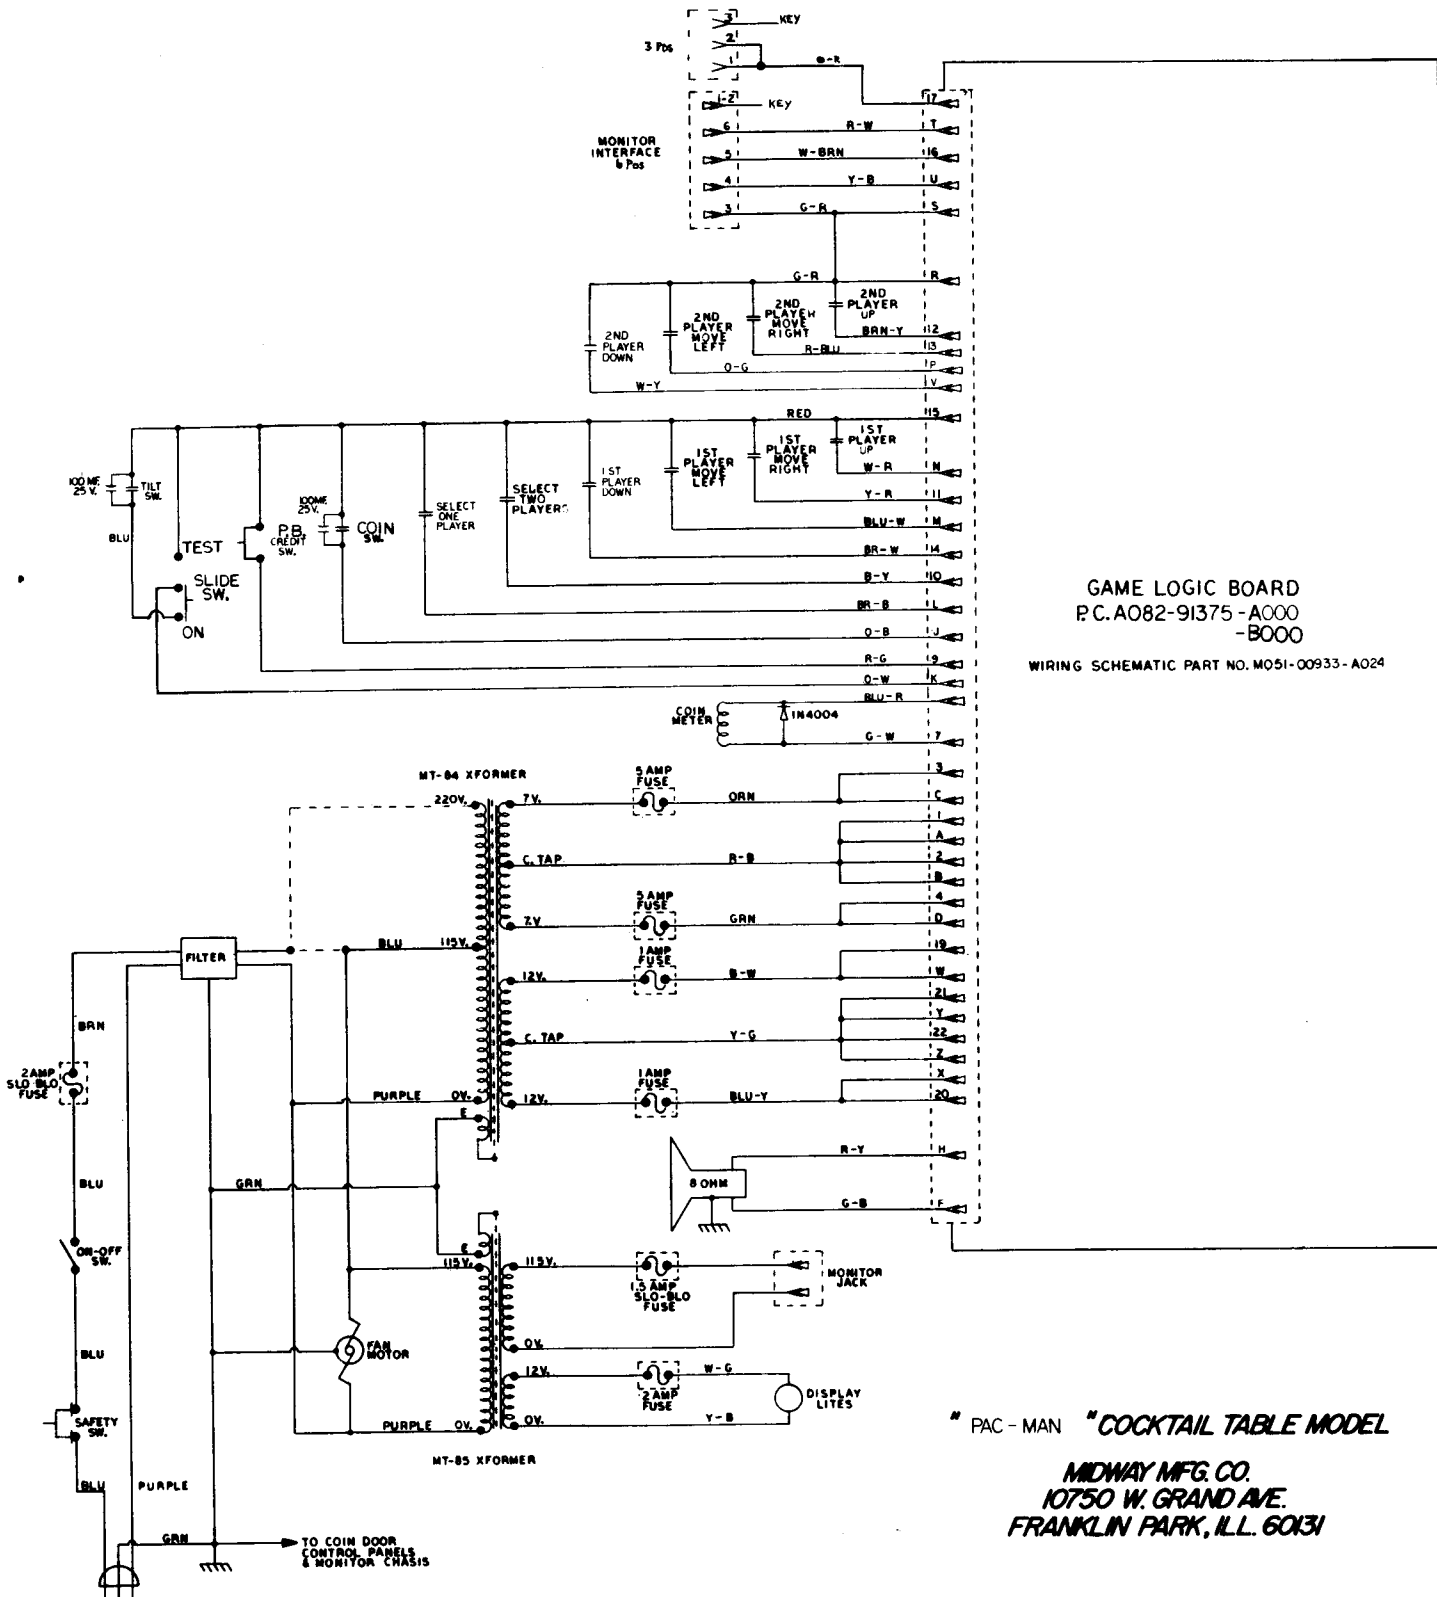 3
KEY
3 Pos
2
1
O-R
17
1-2
KEY
6
R-W
T
MONITOR
INTERFACE
6 Pos
5
W-BRN
16
4
Y-B
U
3
G-R
S
G-R
R
2ND
PLAYER
UP
2ND
PLAYER
MOVE
RIGHT
2ND
PLAYER
MOVE
LEFT
2ND
PLAYER
DOWN
BRN-Y
12
R-BLU
13
O-G
P
W-Y
V
RED
15
1ST
PLAYER
UP
1ST
PLAYER
MOVE
RIGHT
1ST
PLAYER
MOVE
LEFT
1ST
PLAYER
DOWN
SELECT
TWO
PLAYERS
SELECT
ONE
PLAYER
W-R
N
Y-R
11
BLU-W
M
BR-W
14
B-Y
10
BR-B
L
O-B
J
R-G
9
O-W
K
BLU-R
100 MF.
25 V.
TILT
SW.
BLU
TEST
SLIDE
SW.
ON
P.B.
CREDIT
SW.
100MF.
25V.
COIN
SW.
GAME LOGIC BOARD
P.C. A082-91375-A000
-B000
WIRING SCHEMATIC PART NO. M051-00933-A024
COIN
METER
1N4004
G-W
7
MT-84 XFORMER
220V.
7V.
5 AMP
FUSE
ORN
3
C
1
A
C. TAP
R-B
2
B
7V.
5 AMP
FUSE
GRN
4
D
FILTER
BLU
115V.
12V.
1 AMP
FUSE
B-W
19
W
21
Y
C. TAP
Y-G
22
Z
X
PURPLE
0V.
12V.
1 AMP
FUSE
BLU-Y
20
E
BRN
2AMP
SLO-BLO
FUSE
BLU
GRN
8 OHM
R-Y
H
G-B
F
ON-OFF
SW.
E
115V.
115V.
1.5 AMP
SLO-BLO
FUSE
MONITOR
JACK
BLU
FAN
MOTOR
0V.
12V.
2 AMP
FUSE
W-G
DISPLAY
LITES
SAFETY
SW.
PURPLE
0V.
0V.
Y-B
MT-85 XFORMER
BLU
PURPLE
GRN
TO COIN DOOR
CONTROL PANELS
& MONITOR CHASIS
" PAC-MAN " COCKTAIL TABLE MODEL
MIDWAY MFG. CO.
10750 W. GRAND AVE.
FRANKLIN PARK, ILL. 60131